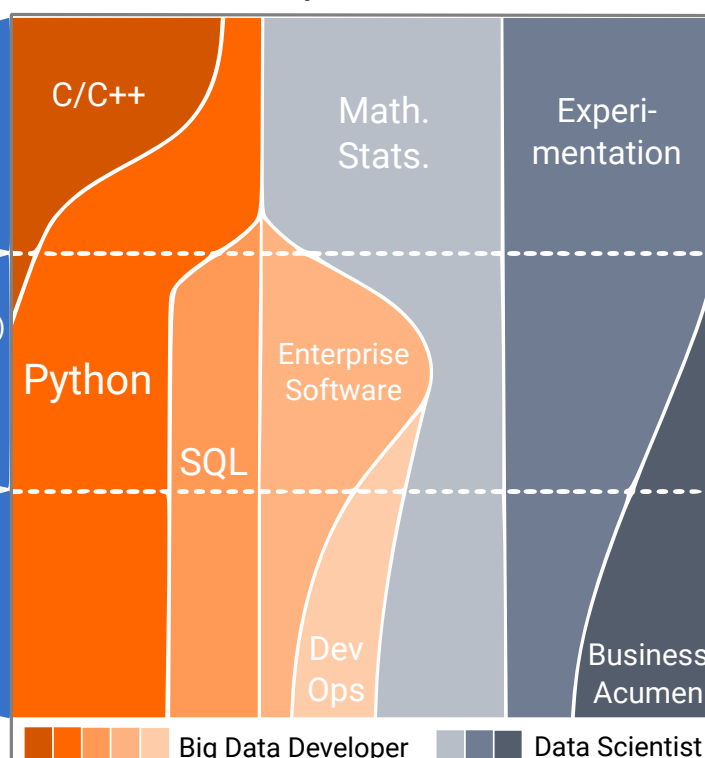 C/C++
Math.
Stats.
Experi-
mentation
)
Python
Enterprise
Software
SQL
Dev
Ops
Business
Acumen
Big Data Developer
Data Scientist